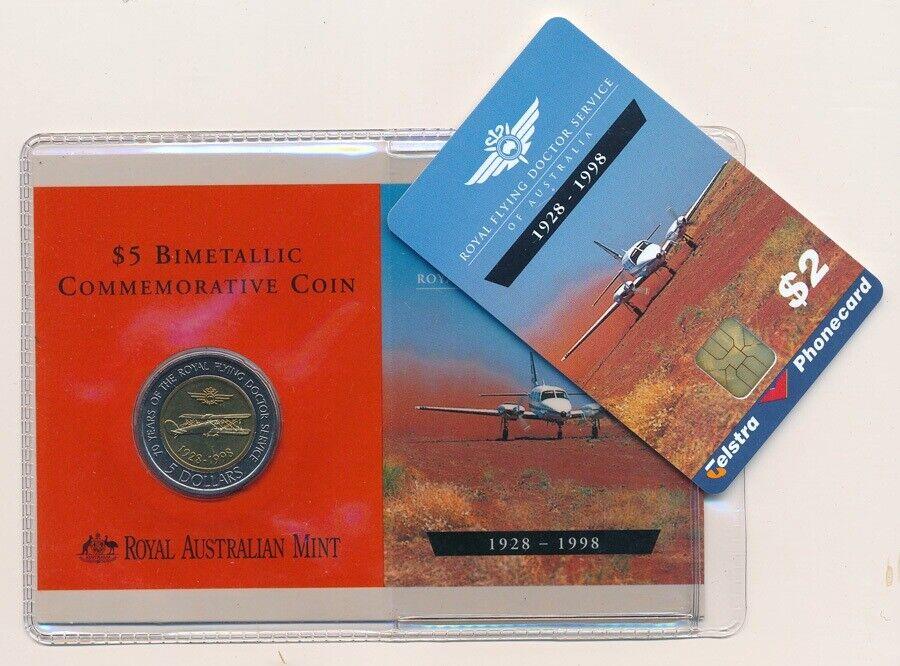 $5 BIMETALLIC
COMMEMORATIVE COIN
70 YEARS OF THE ROYAL FLYING DOCTOR SERVICE
1928-1998
5 DOLLARS
ROYAL AUSTRALIAN MINT
ROYA
1928 – 1998
ROYAL FLYING DOCTOR SERVICE
OF AUSTRALIA
1928 - 1998
$2
Telstra Phonecard